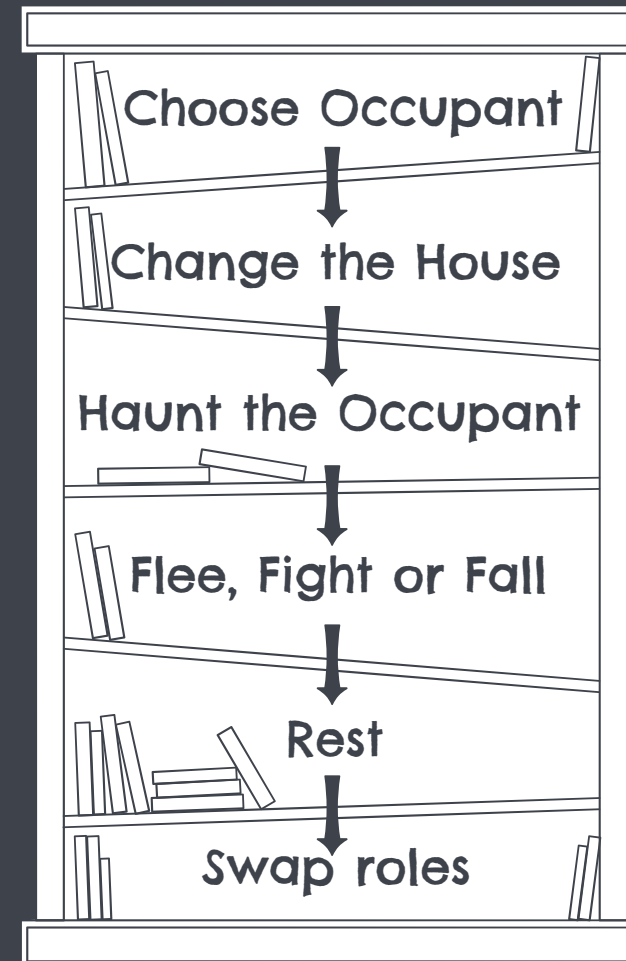 Choose Occupant
Change the House
Haunt the Occupant
Flee, Fight or Fall
Rest
Swap roles